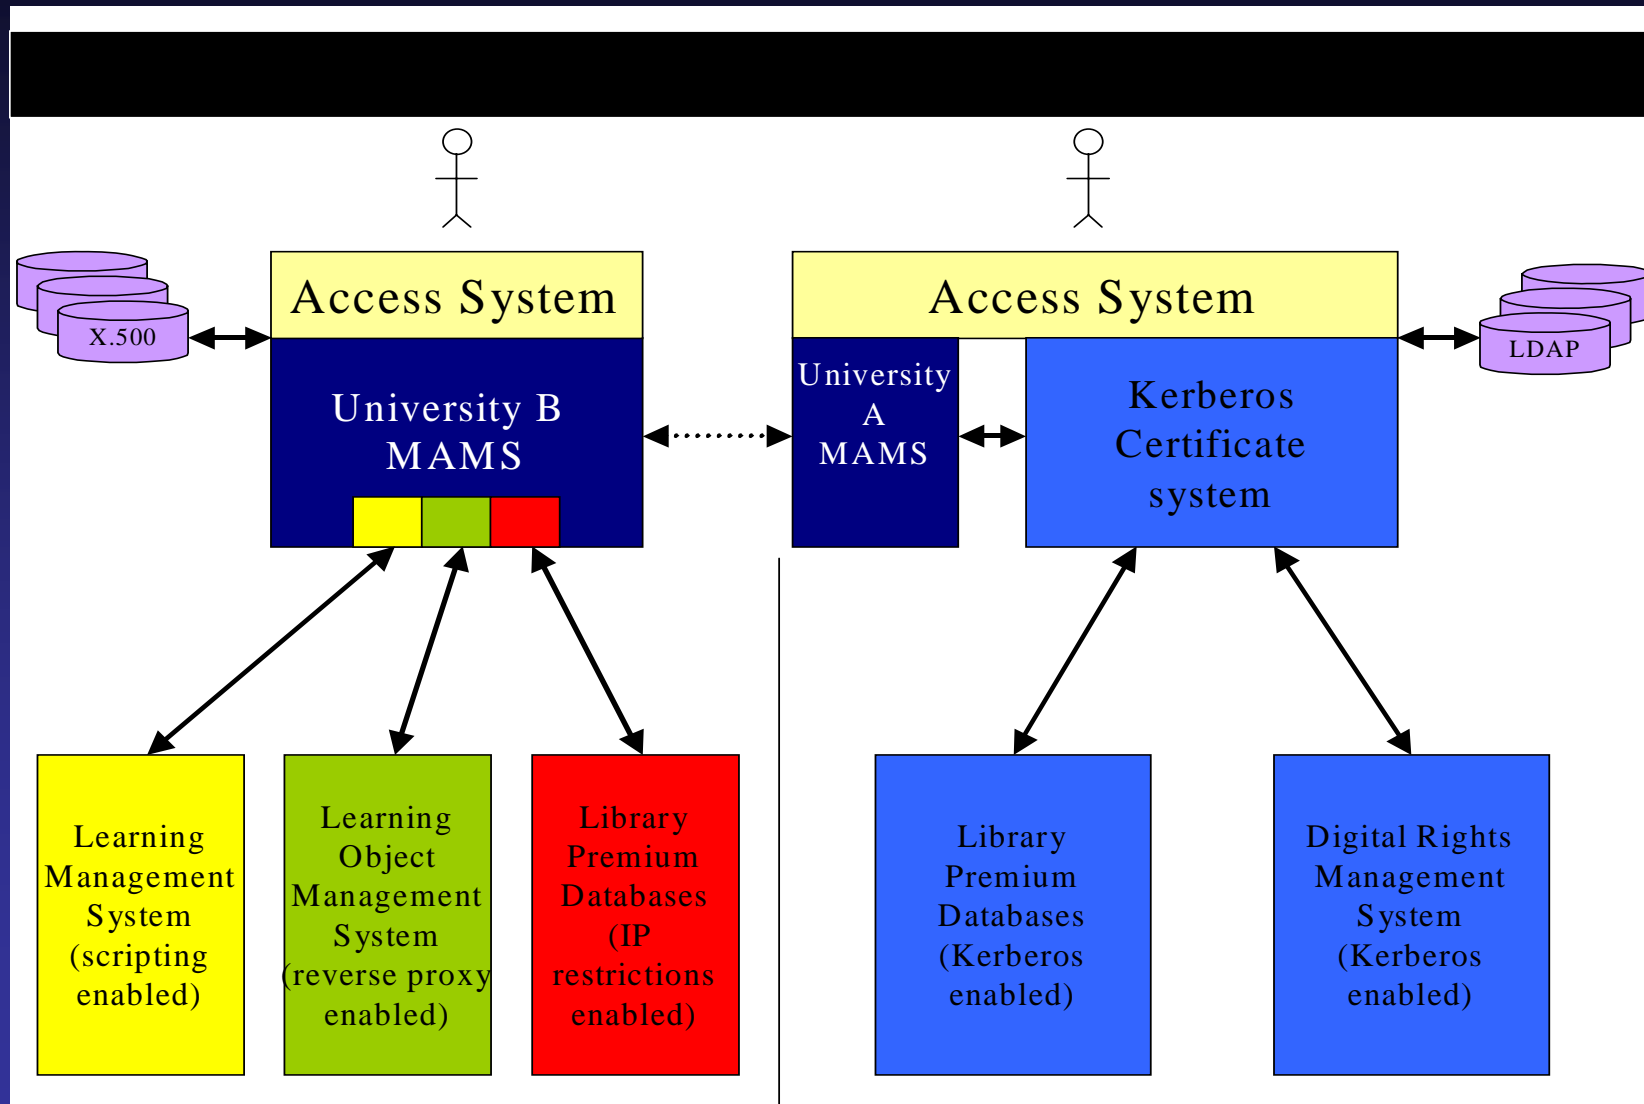 Access System
Access System
X.500
LDAP
University B
MAMS
University
A
MAMS
Kerberos
Certificate
system
Learning
Management
System
(scripting
enabled)
Learning
Object
Management
System
(reverse proxy
enabled)
Library
Premium
Databases
(IP
restrictions
enabled)
Library
Premium
Databases
(Kerberos
enabled)
Digital Rights
Management
System
(Kerberos
enabled)